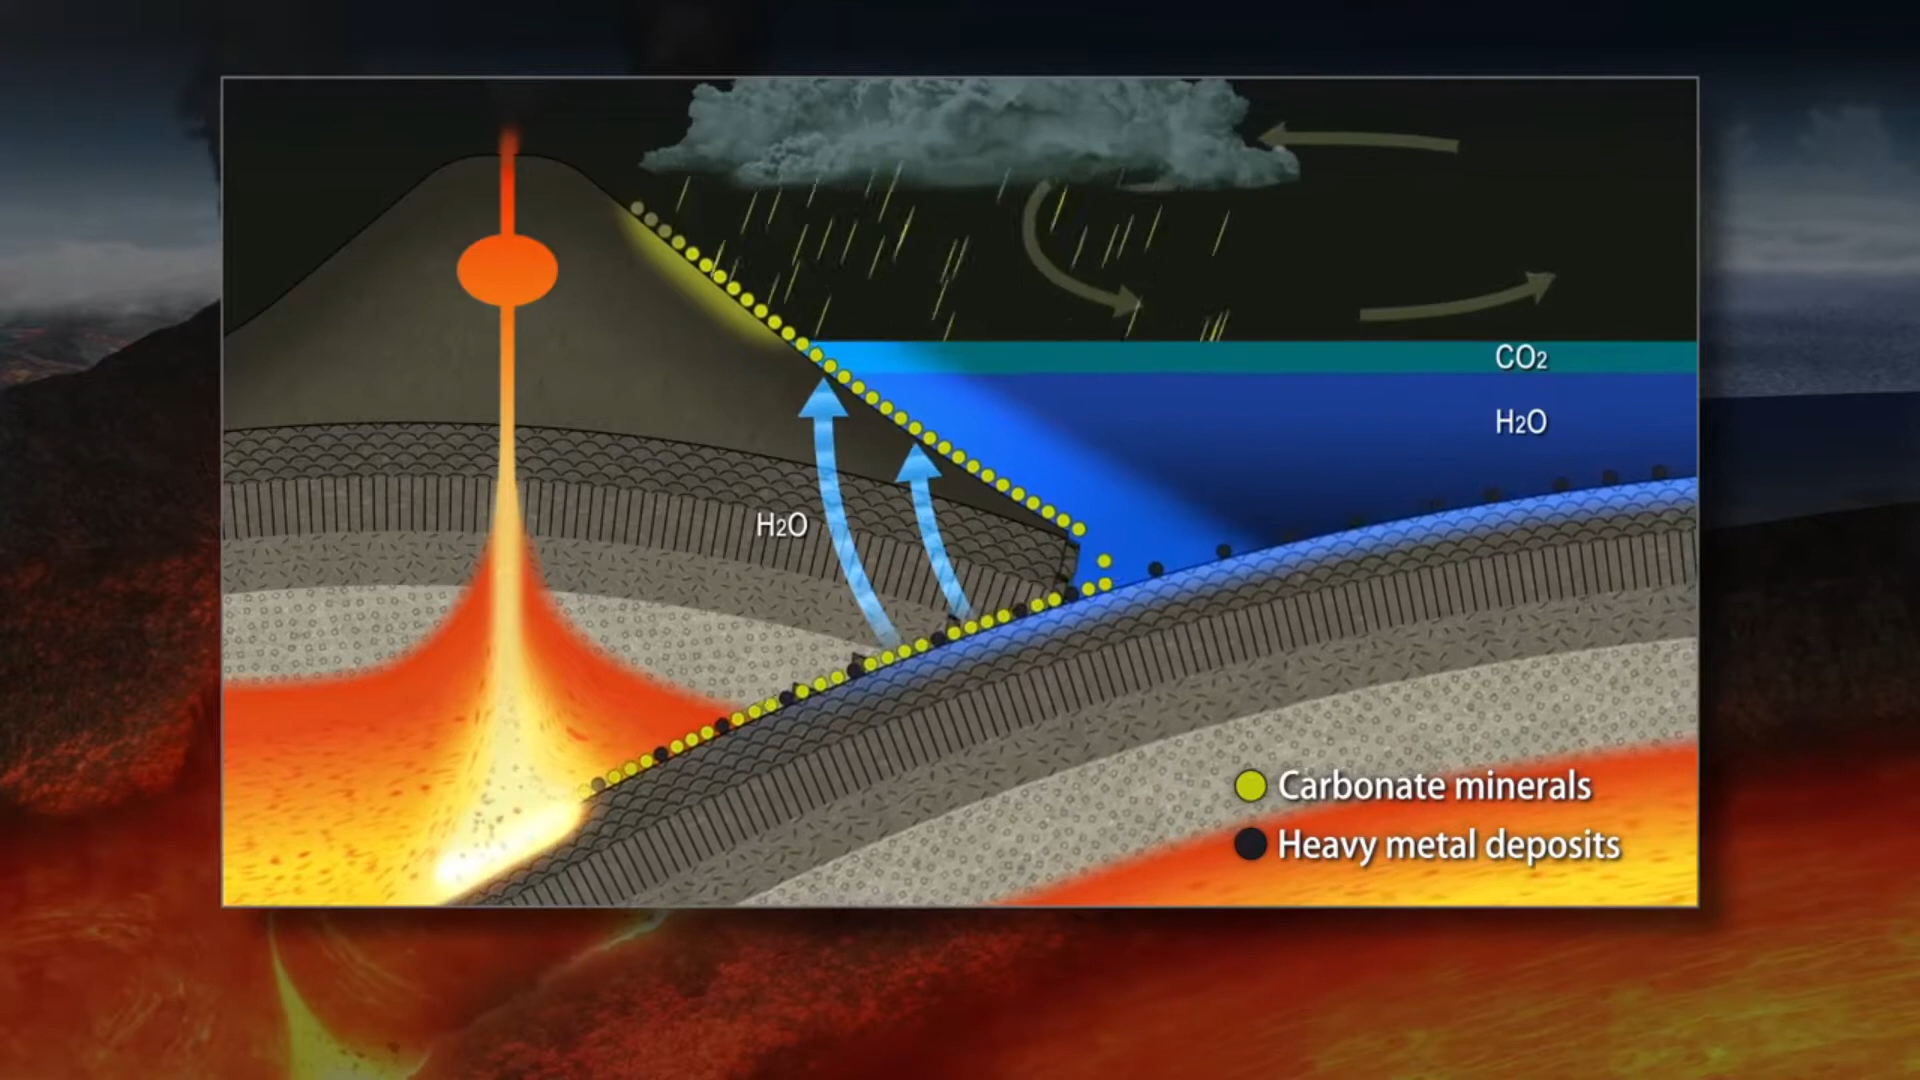 CO2
H2O
H2O
Carbonate minerals
Heavy metal deposits